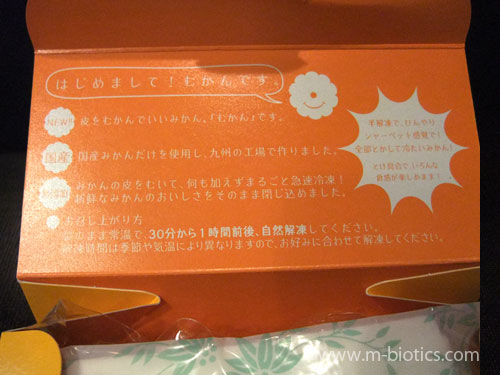 はじめまして！むかんです。
NEW! 皮をむかんでいいみかん。「むかん」です。
国産 国産みかんだけを使用し、九州の工場で作りました。
みかんの皮をむいて、何も加えずまるごと急速冷凍！
新鮮なみかんのおいしさをそのまま閉じ込めました。
お召し上がり方
そのまま常温で、30分から1時間前後、自然解凍してください。
解凍時間は季節や気温により異なりますので、お好みに合わせて解凍してください。
半解凍で、ひんやり
シャーベット感覚で！
全部とかして冷たいみかん！
とけ具合で、いろんな
食感が楽しめます！
www.m-biotics.com